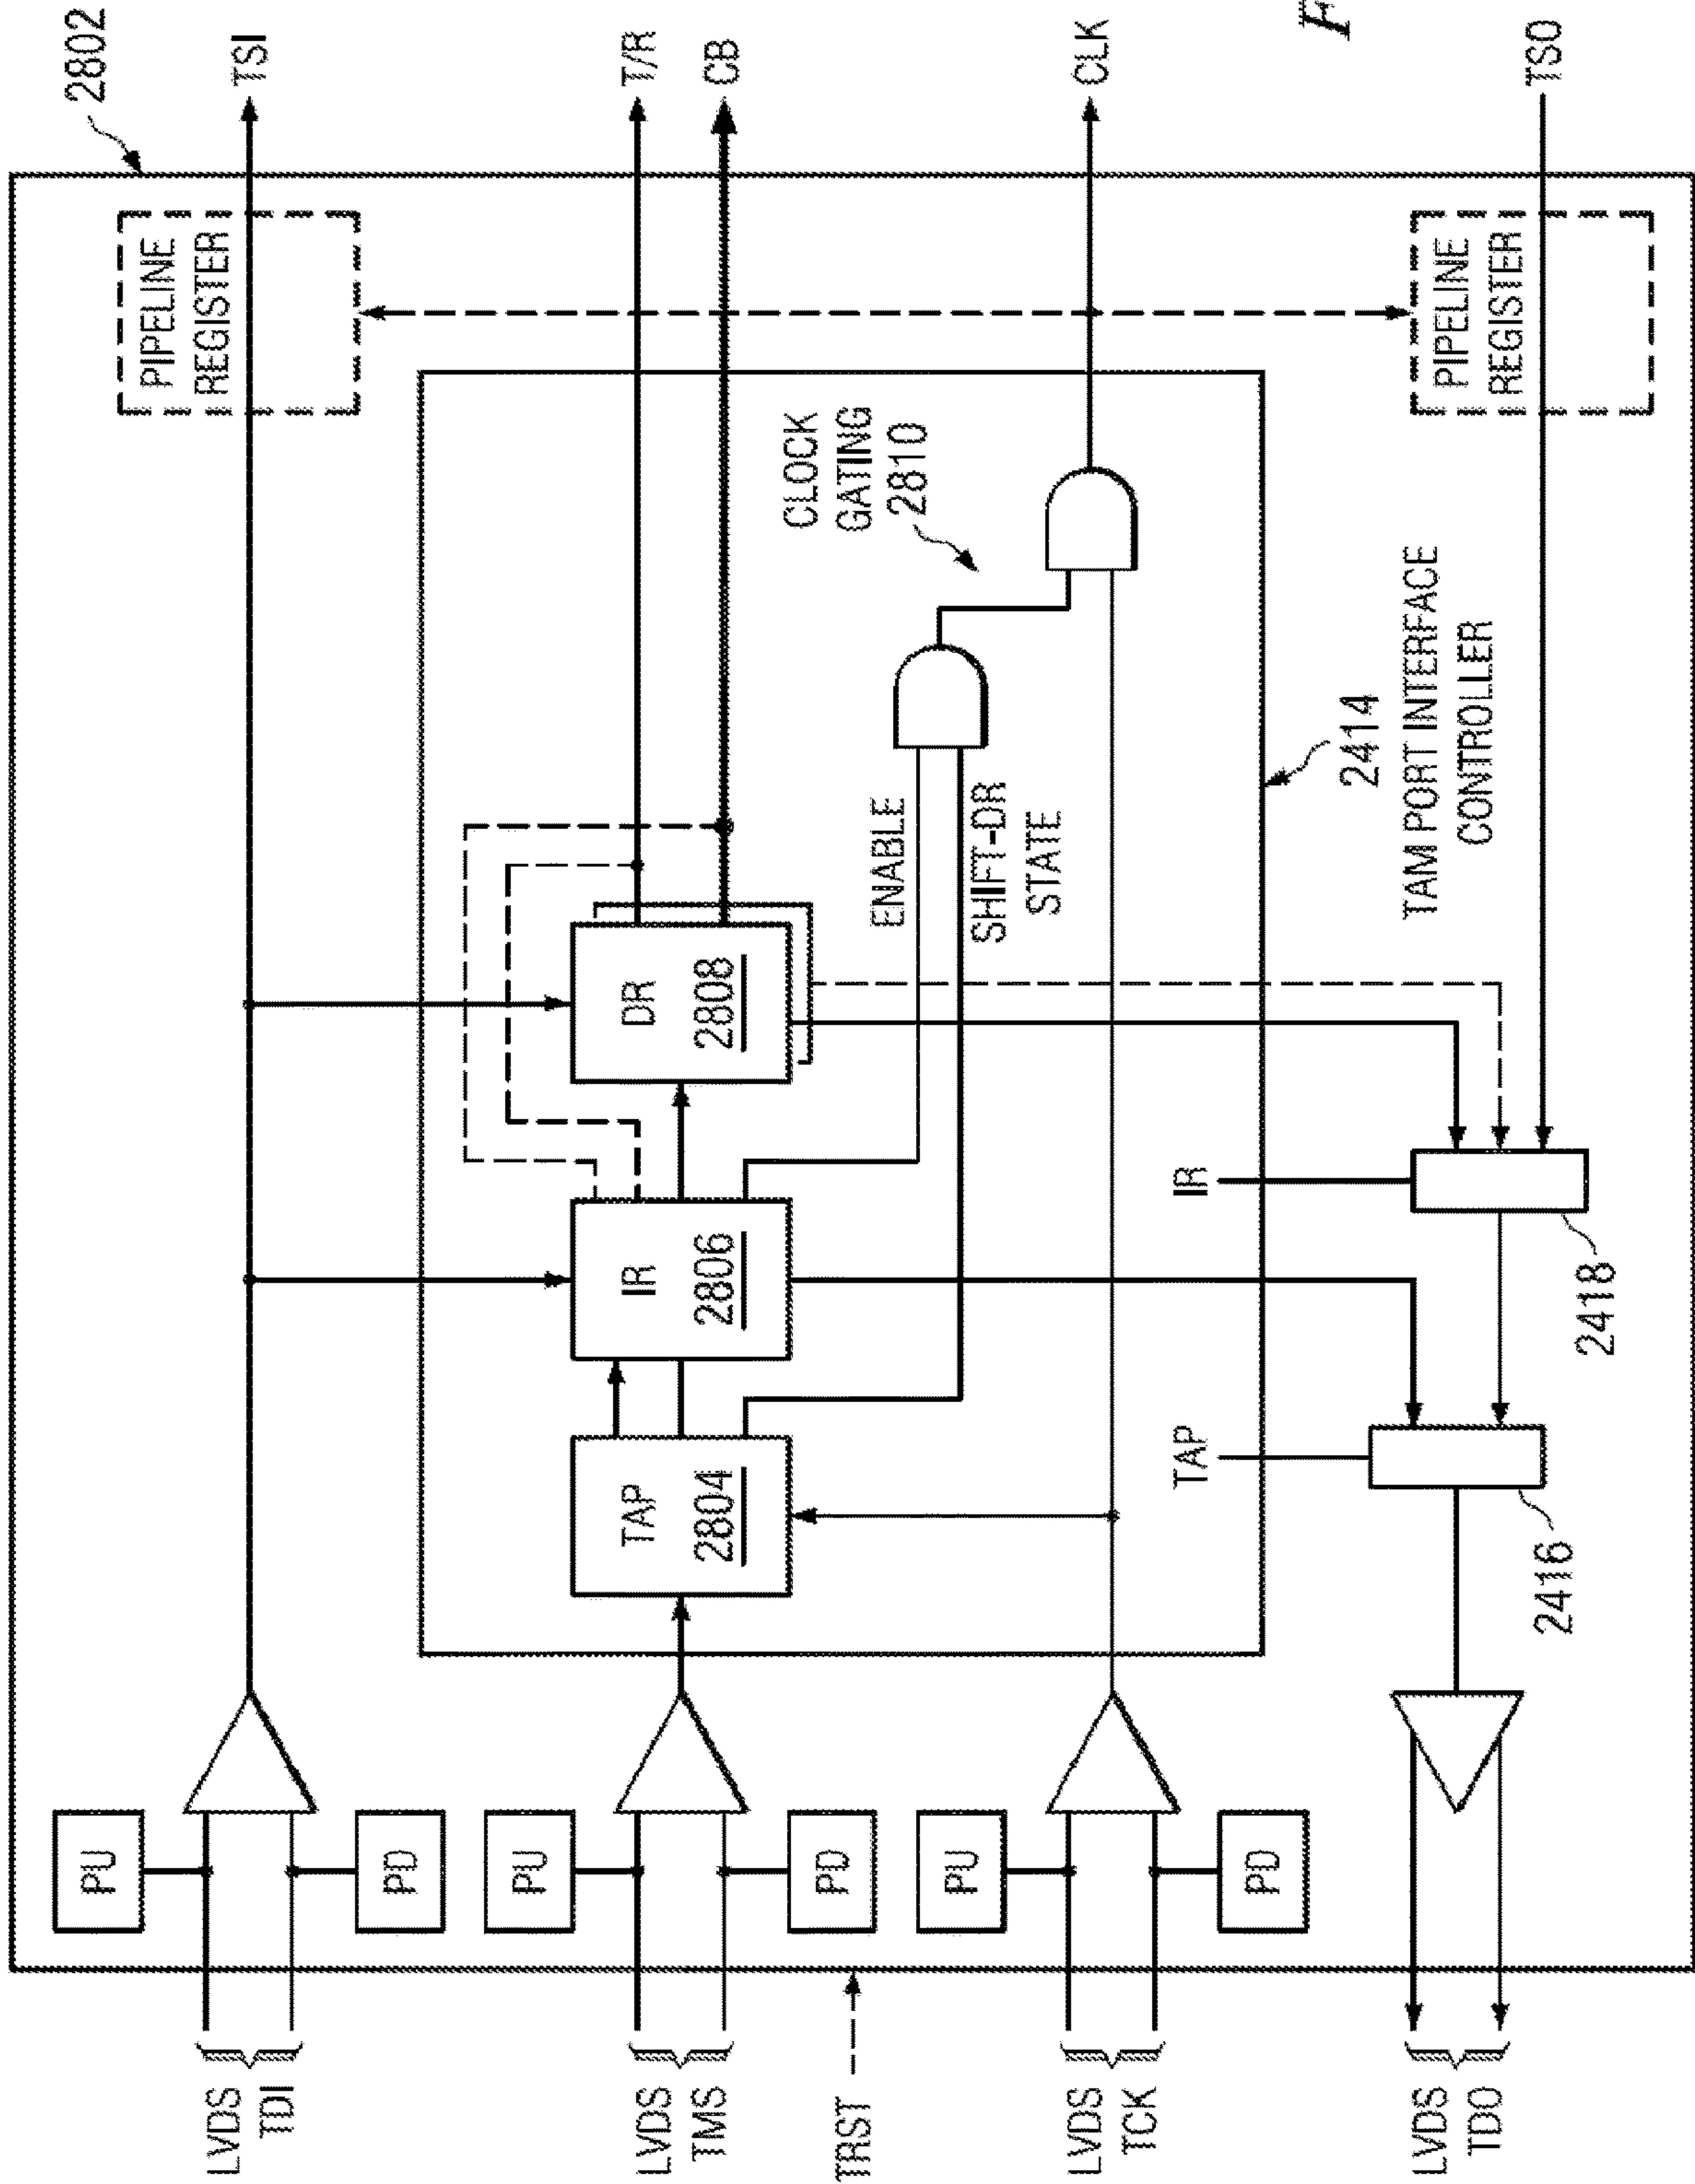 2802
LVDS
TDI
PU
PD
PIPELINE
REGISTER
TSI
LVDS
TMS
PU
PD
TAP
2804
IR
2806
DR
2808
T/R
CB
TRST
CLOCK
GATING
2810
ENABLE
SHIFT-DR
STATE
LVDS
TCK
PU
PD
CLK
2414
TAM PORT INTERFACE
CONTROLLER
TAP
IR
PIPELINE
REGISTER
TSO
LVDS
TDO
2416
2418
F